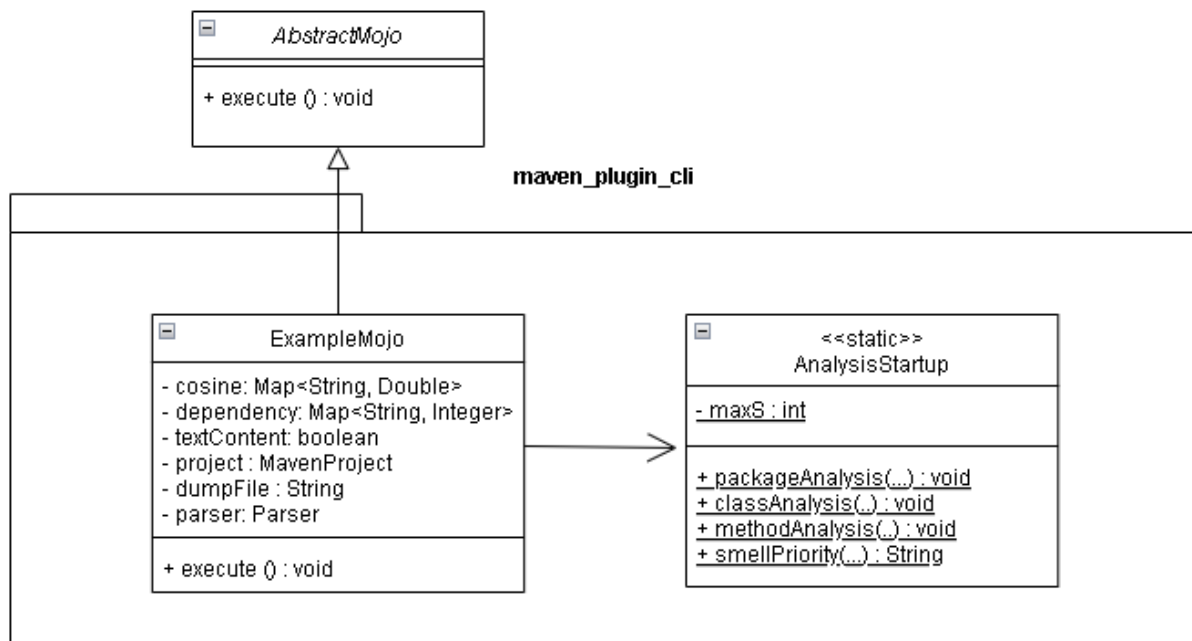 AbstractMojo
+ execute () : void
maven_plugin_cli
ExampleMojo
- cosine: Map<String, Double>
- dependency: Map<String, Integer>
- textContent: boolean
- project : MavenProject
- dumpFile : String
- parser: Parser
+ execute () : void
<<static>>
AnalysisStartup
- maxS : int
+ packageAnalysis(...) : void
+ classAnalysis(..) : void
+ methodAnalysis(..) : void
+ smellPriority(...) : String